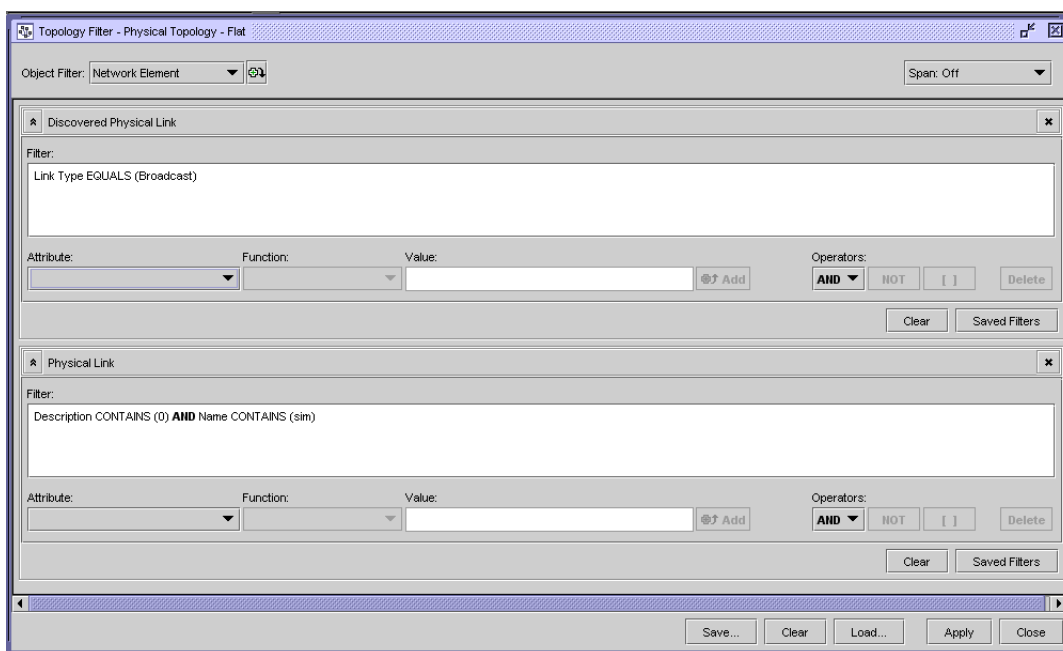 Topology Filter - Physical Topology - Flat
Object Filter: Network Element Span: Off
Discovered Physical Link
Filter:
Link Type EQUALS (Broadcast)
Attribute: Function: Value: Operators:
Add AND NOT [ ] Delete
Clear Saved Filters
Physical Link
Filter:
Description CONTAINS (0) AND Name CONTAINS (sim)
Attribute: Function: Value: Operators:
Add AND NOT [ ] Delete
Clear Saved Filters
Save... Clear Load... Apply Close